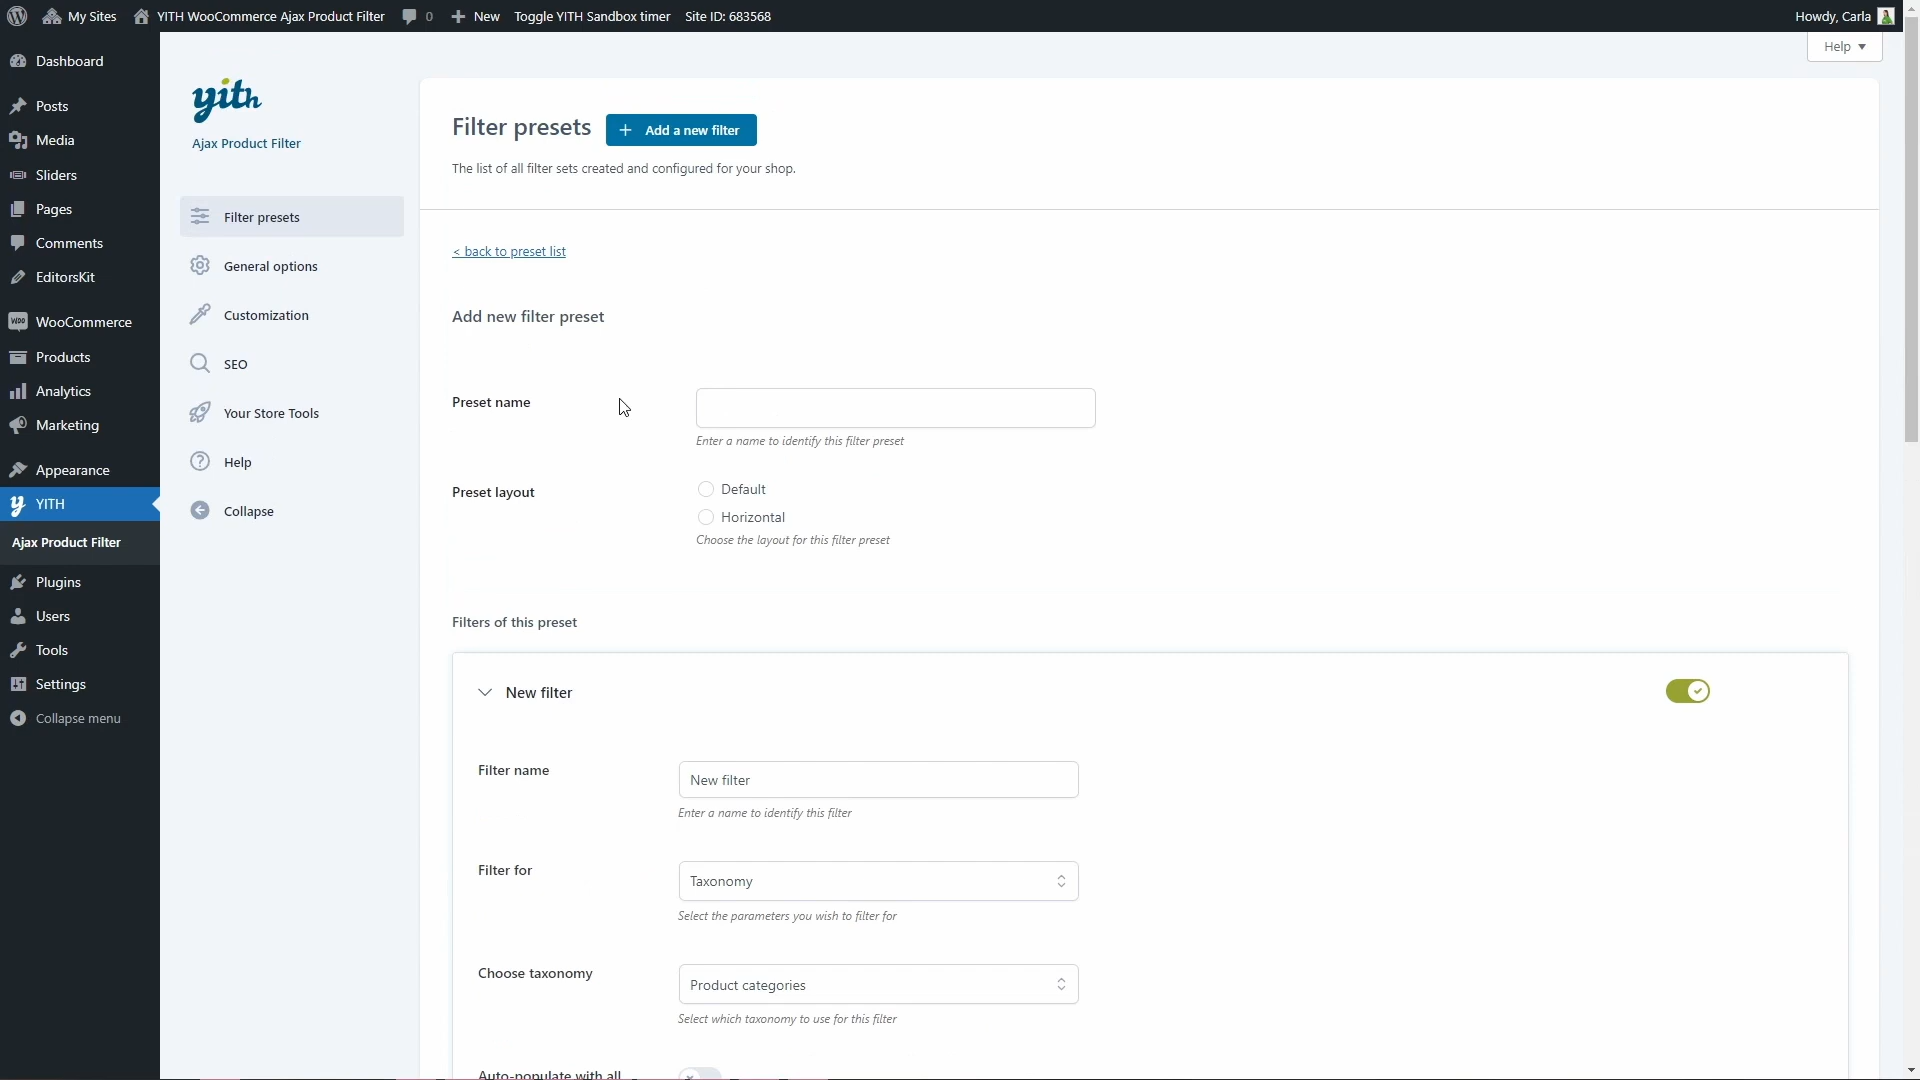 My Sites
YITH WooCommerce Ajax Product Filter
0
New
Toggle YITH Sandbox timer
Site ID: 683568
Howdy, Carla
Help
Dashboard
Posts
Media
Sliders
Pages
Comments
EditorsKit
WooCommerce
Products
Analytics
Marketing
Appearance
YITH
Ajax Product Filter
Plugins
Users
Tools
Settings
Collapse menu
yith
Ajax Product Filter
Filter presets
General options
Customization
SEO
Your Store Tools
Help
Collapse
Filter presets
+ Add a new filter
The list of all filter sets created and configured for your shop.
< back to preset list
Add new filter preset
Preset name
Enter a name to identify this filter preset
Preset layout
Default
Horizontal
Choose the layout for this filter preset
Filters of this preset
New filter
Filter name
New filter
Enter a name to identify this filter
Filter for
Taxonomy
Select the parameters you wish to filter for
Choose taxonomy
Product categories
Select which taxonomy to use for this filter
Auto-populate with all